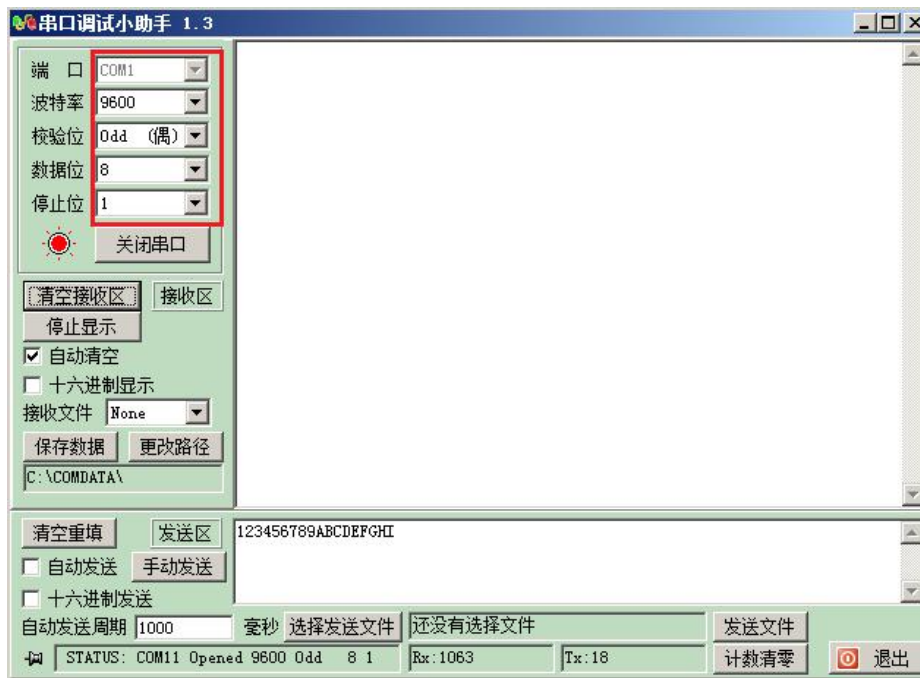 串口调试小助手 1.3
端 口 COM1
波特率 9600
校验位 Odd (偶)
数据位 8
停止位 1
关闭串口
清空接收区 接收区
停止显示
自动清空
十六进制显示
接收文件 None
保存数据 更改路径
C:\COMDATA\
清空重填 发送区 123456789ABCDEFGHI
自动发送 手动发送
十六进制发送
自动发送周期 1000 毫秒 选择发送文件 还没有选择文件 发送文件
STATUS: COM11 Opened 9600 Odd 8 1 Rx:1063 Tx:18 计数清零 退出